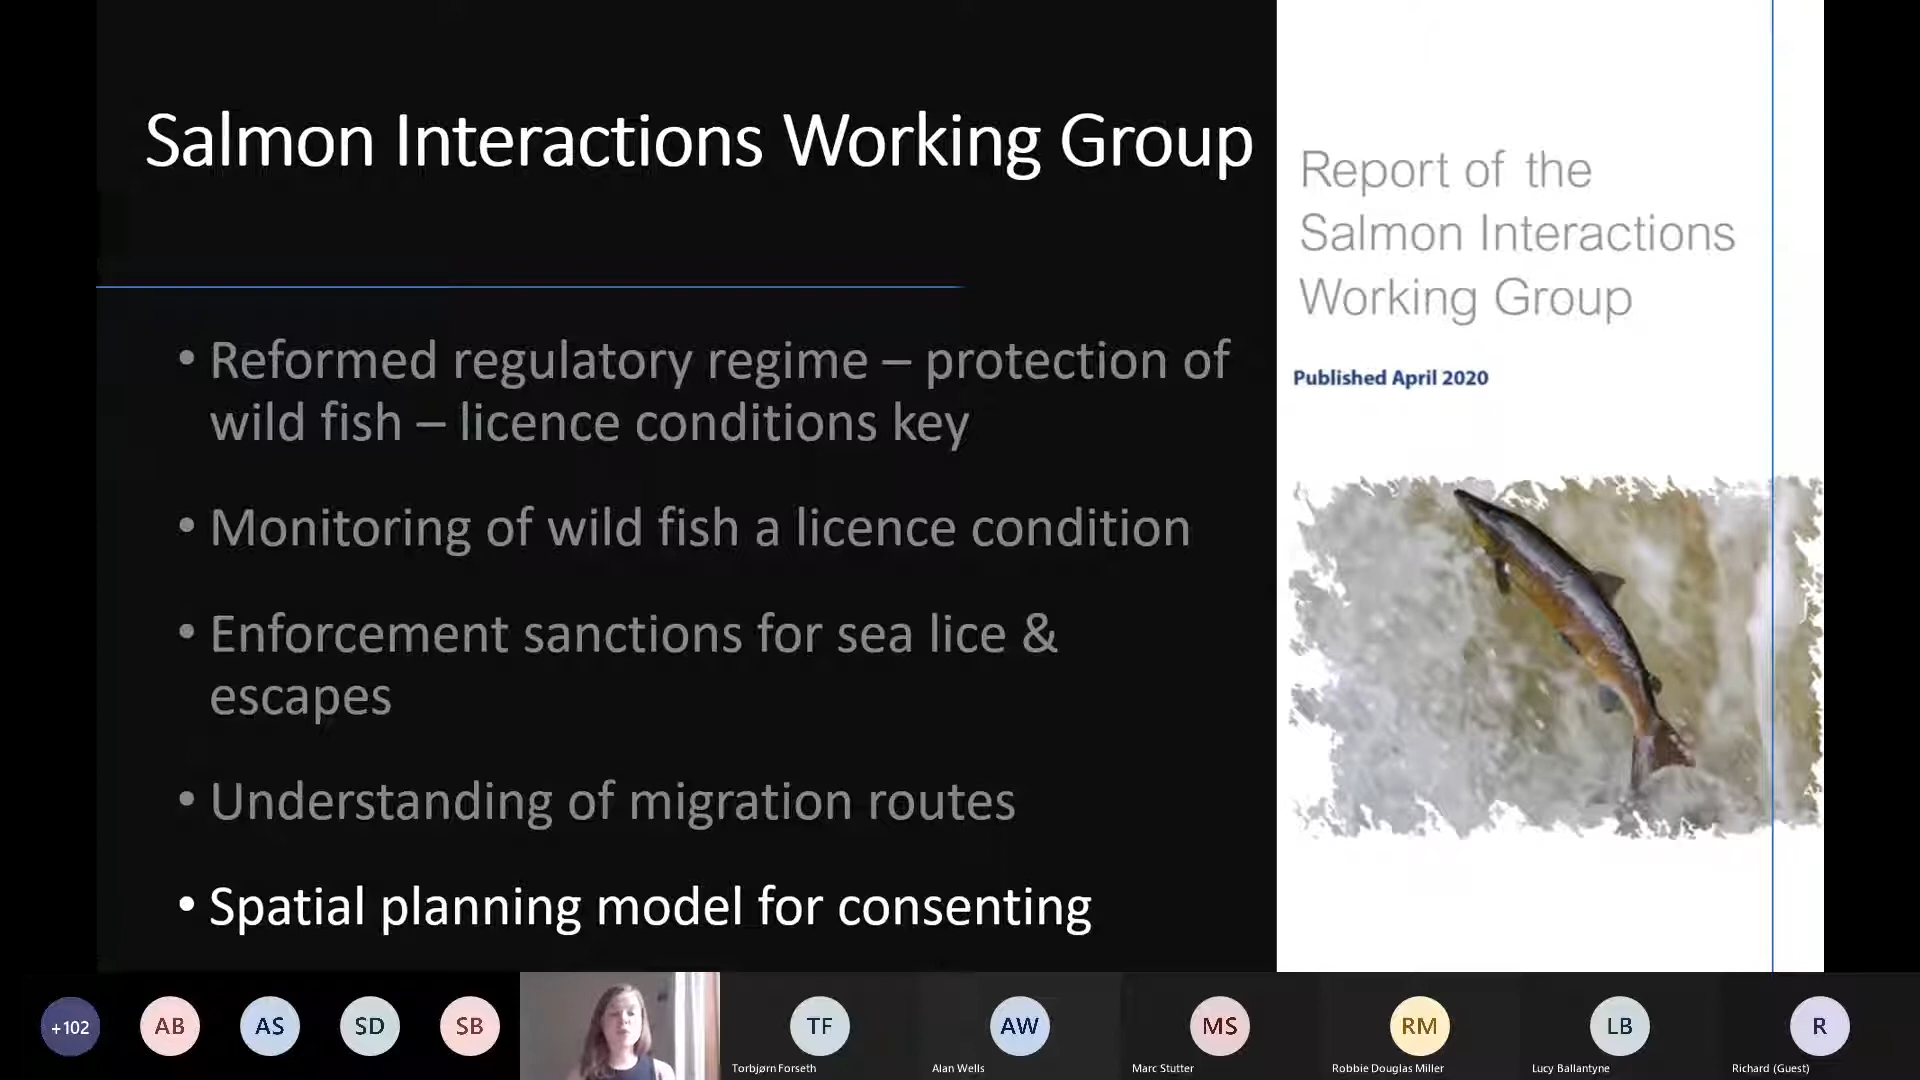 Salmon Interactions Working Group
• Reformed regulatory regime – protection of
wild fish – licence conditions key
• Monitoring of wild fish a licence condition
• Enforcement sanctions for sea lice &
escapes
• Understanding of migration routes
• Spatial planning model for consenting
Report of the
Salmon Interactions
Working Group
Published April 2020
+102
AB
AS
SD
SB
TF
Torbjørn Forseth
AW
Alan Wells
MS
Marc Stutter
RM
Robbie Douglas Miller
LB
Lucy Ballantyne
R
Richard (Guest)